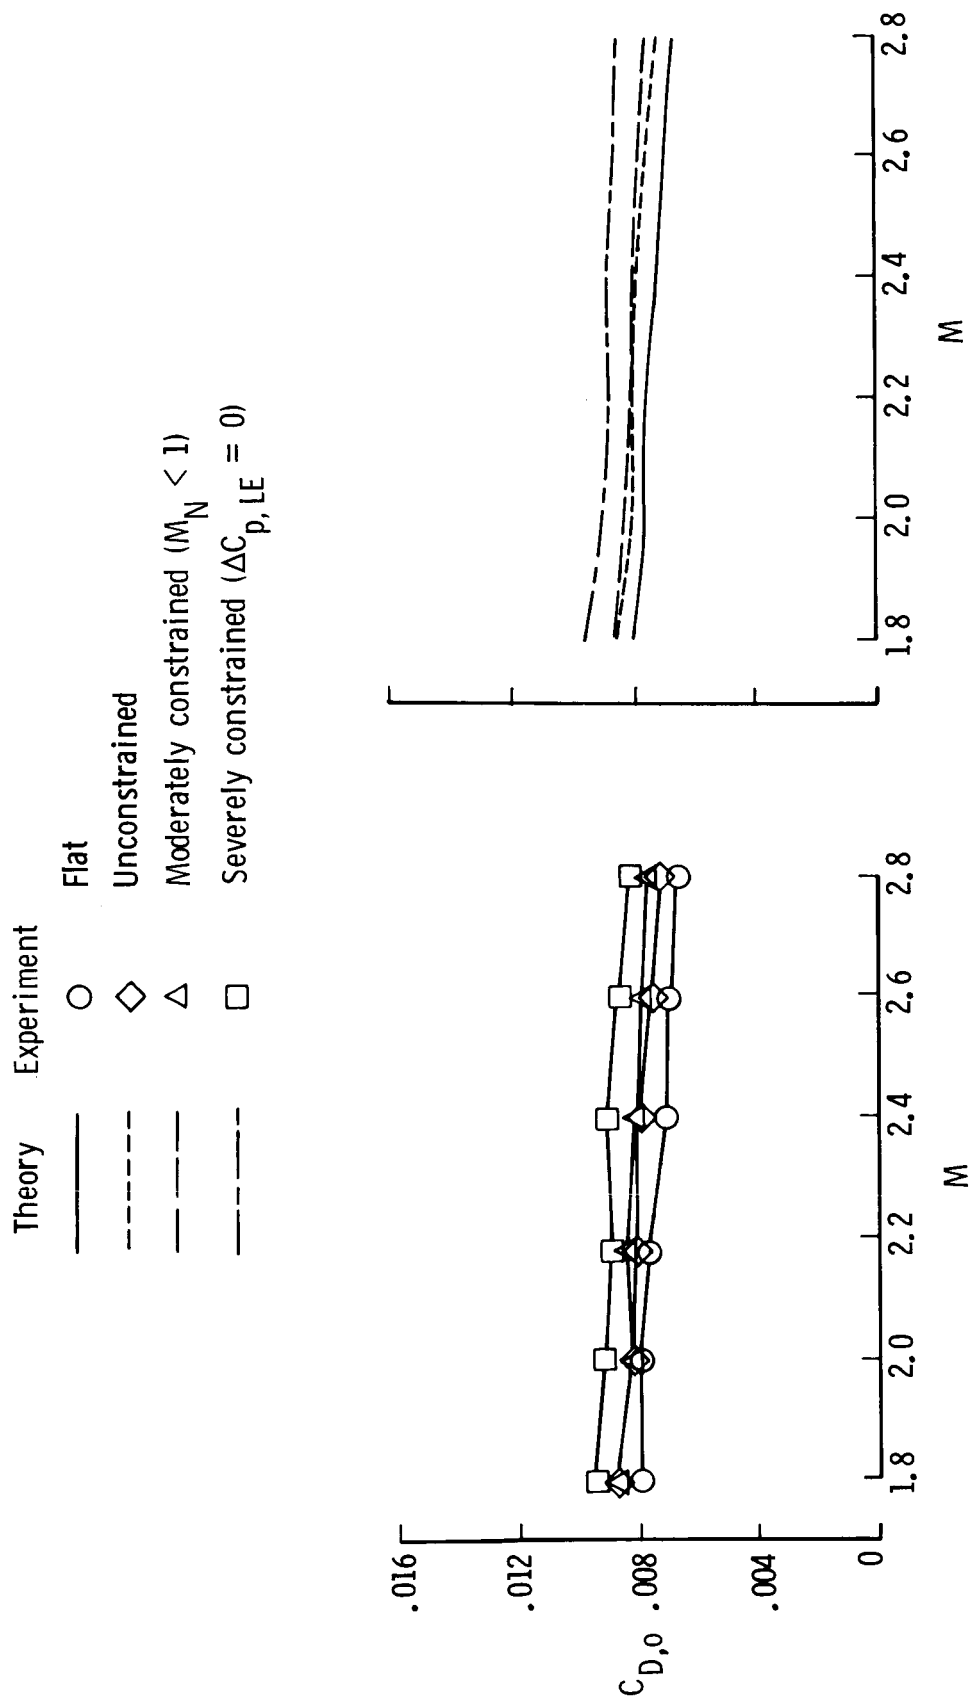 Theory Experiment
Flat
Unconstrained
Moderately constrained (M_N < 1)
Severely constrained (ΔC_p, LE = 0)
.016
.012
C_D,o .008
.004
0
1.8 2.0 2.2 2.4 2.6 2.8
M
1.8 2.0 2.2 2.4 2.6 2.8
M